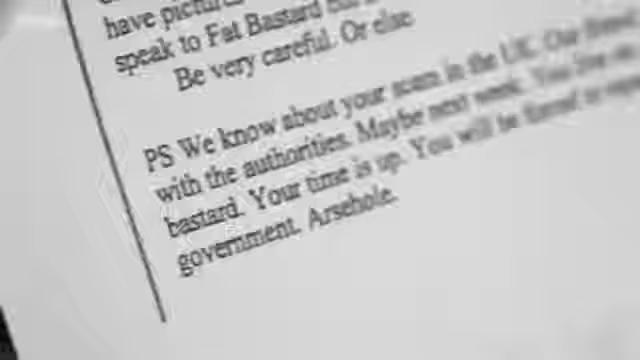 have pictures
speak to Fat Bastard
Be very careful. Or else
PS We know about your scam in the UK. Our friend
with the authorities. Maybe next week. You
bastard. Your time is up. You will be forced to
government. Arsehole.